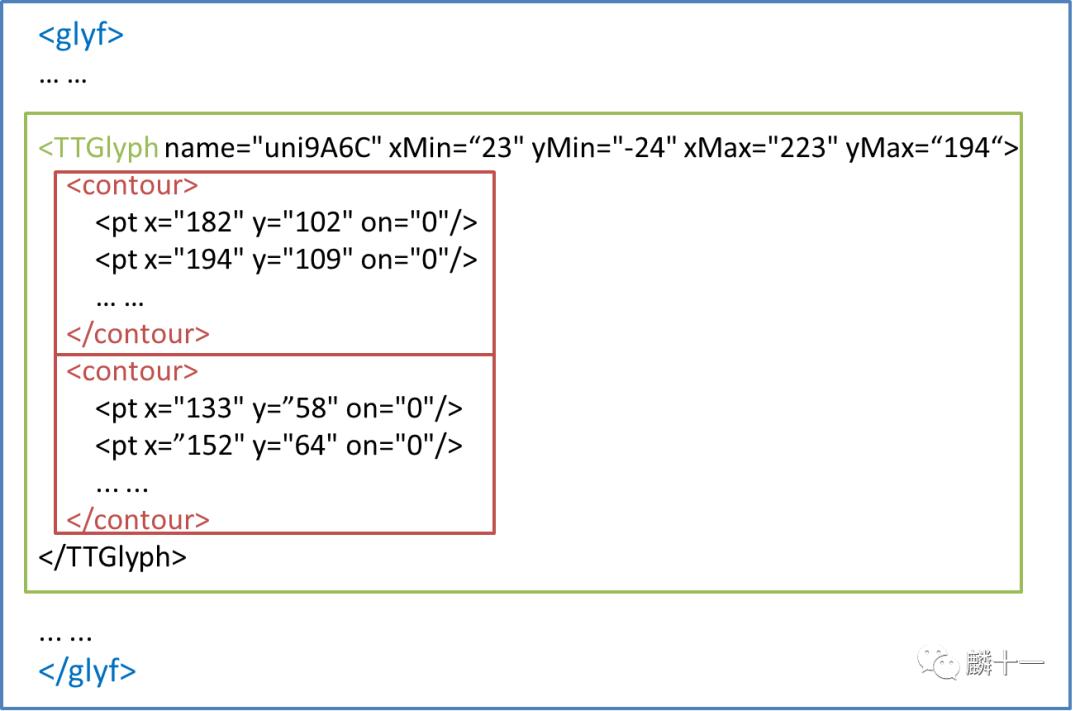 <glyf>
... ...
<TTGlyph name="uni9A6C" xMin=“23" yMin="-24" xMax="223" yMax=“194“>
<contour>
<pt x="182" y="102" on="0"/>
<pt x="194" y="109" on="0"/>
... ...
</contour>
<contour>
<pt x="133" y=”58" on="0"/>
<pt x=”152" y="64" on="0"/>
... ...
</contour>
</TTGlyph>
... ...
</glyf>
麟十一